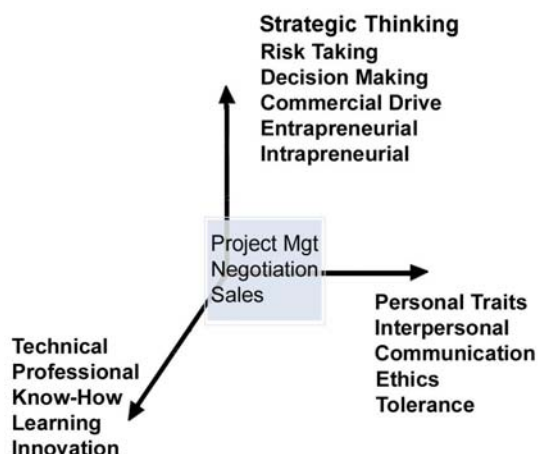 Strategic Thinking
Risk Taking
Decision Making
Commercial Drive
Entrapreneurial
Intrapreneurial
Project Mgt
Negotiation
Sales
Personal Traits
Interpersonal
Communication
Ethics
Tolerance
Technical
Professional
Know-How
Learning
Innovation